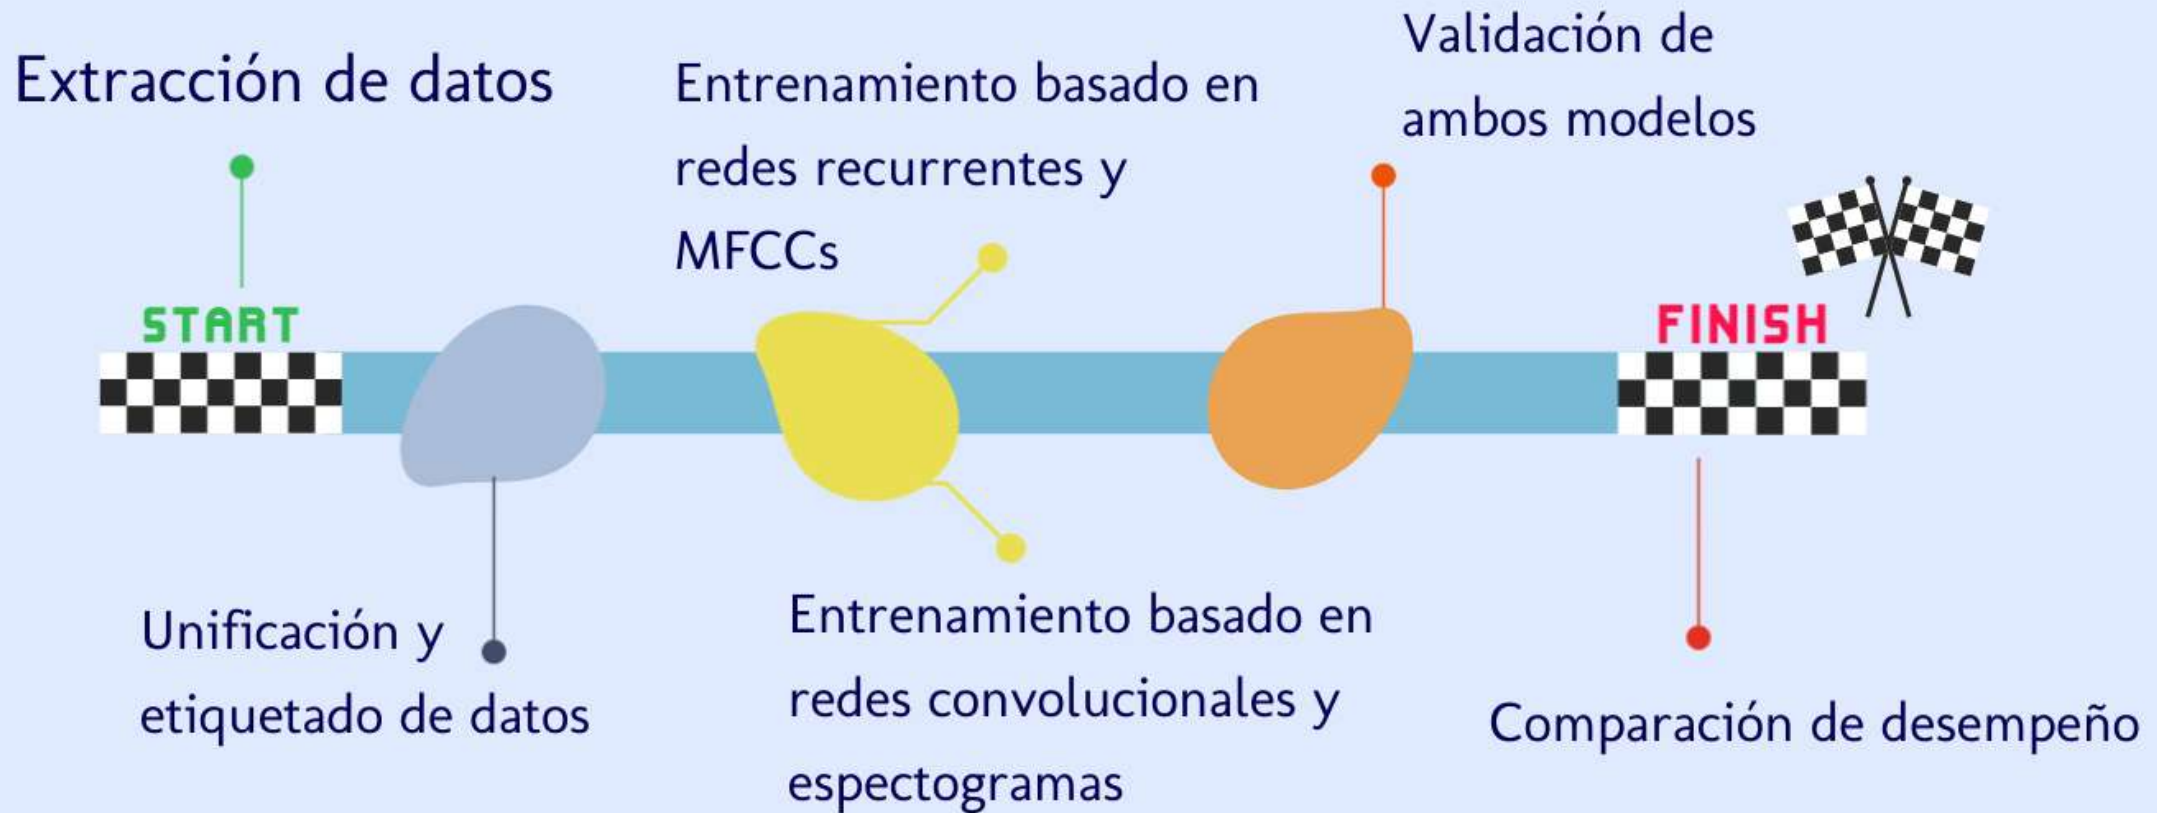 Extracción de datos
START
Unificación y
etiquetado de datos
Entrenamiento basado en
redes recurrentes y
MFCCs
Entrenamiento basado en
redes convolucionales y
espectogramas
Validación de
ambos modelos
FINISH
Comparación de desempeño